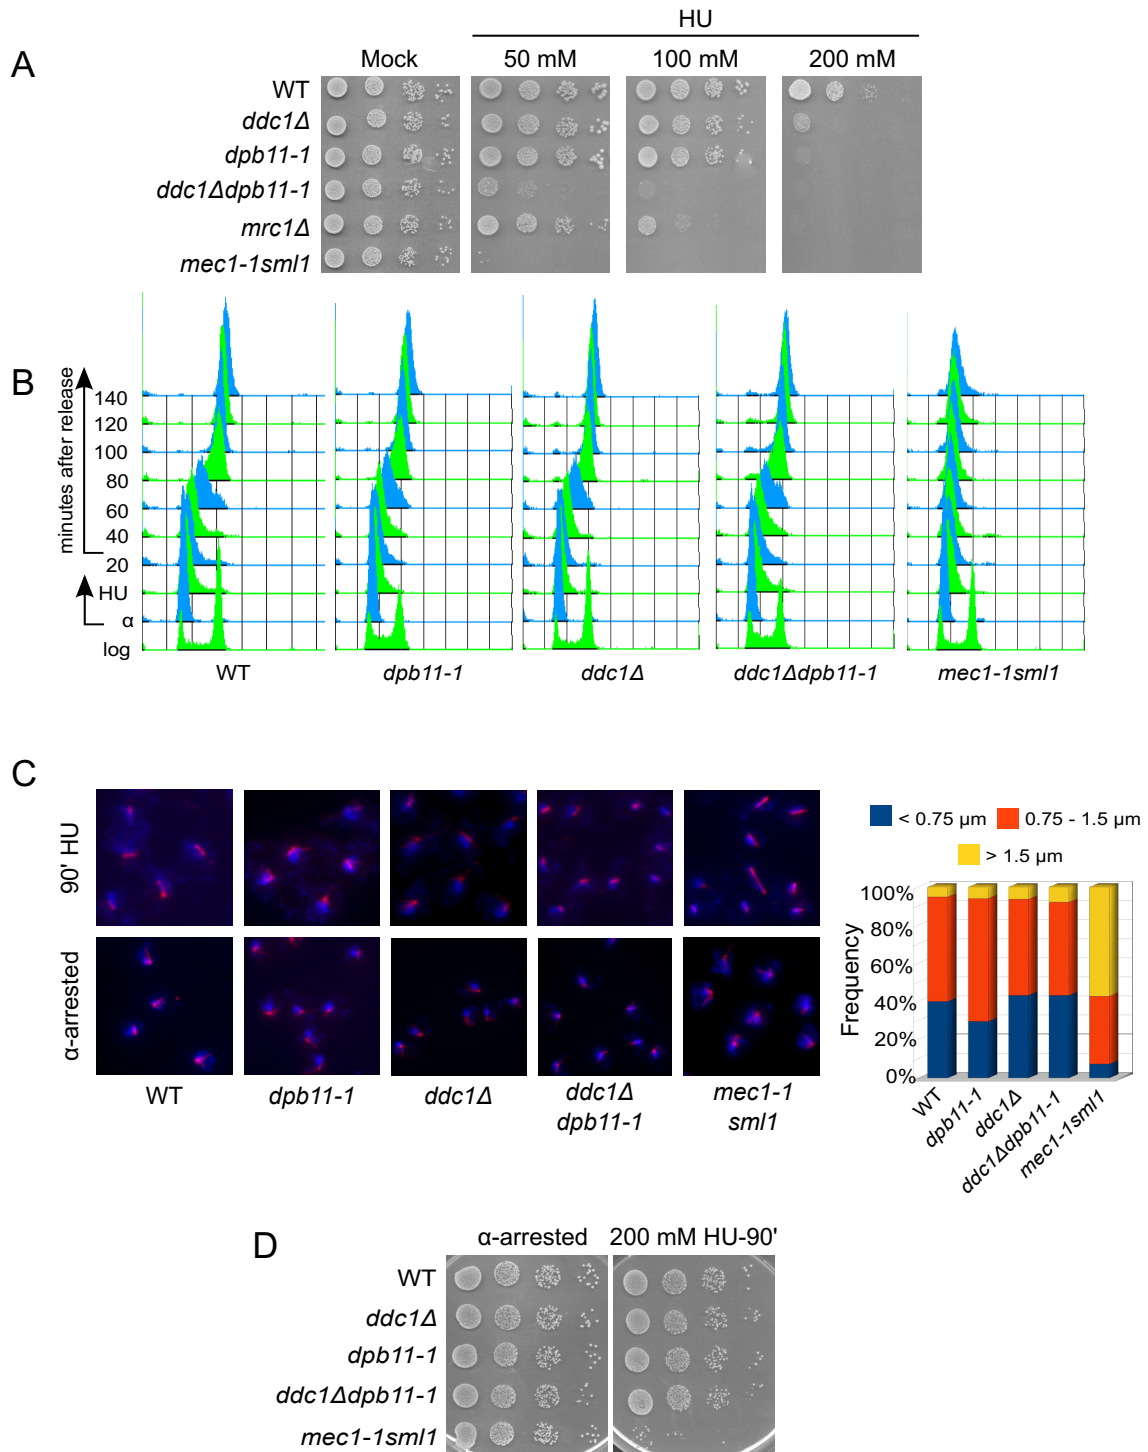 HU
A
Mock 50 mM 100 mM 200 mM
WT
ddc1Δ
dpb11-1
ddc1Δdpb11-1
mrc1Δ
mec1-1sml1
B
minutes after release
140
120
100
80
60
40
20
HU
α
log
WT dpb11-1 ddc1Δ ddc1Δdpb11-1 mec1-1sml1
C
90' HU
α-arrested
WT dpb11-1 ddc1Δ ddc1Δ mec1-1
dpb11-1 sml1
< 0.75 µm 0.75 - 1.5 µm
> 1.5 µm
Frequency
100%
80%
60%
40%
20%
0%
WT dpb11-1 ddc1Δ ddc1Δdpb11-1 mec1-1sml1
D
α-arrested 200 mM HU-90'
WT
ddc1Δ
dpb11-1
ddc1Δdpb11-1
mec1-1sml1